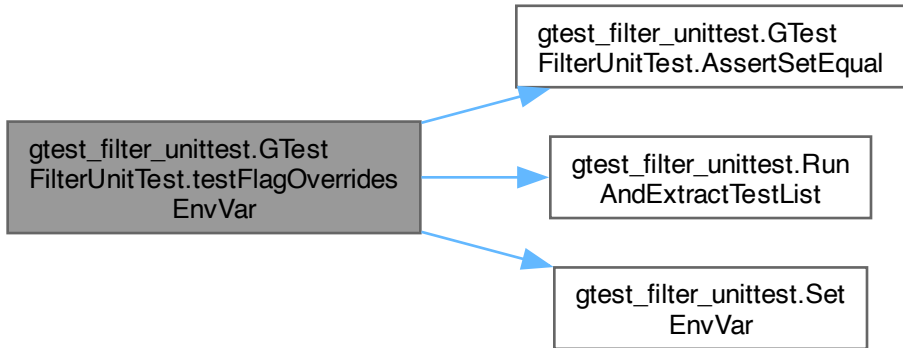 gtest_filter_unittest.GTest
FilterUnitTest.testFlagOverrides
EnvVar
gtest_filter_unittest.GTest
FilterUnitTest.AssertSetEqual
gtest_filter_unittest.Run
AndExtractTestList
gtest_filter_unittest.Set
EnvVar